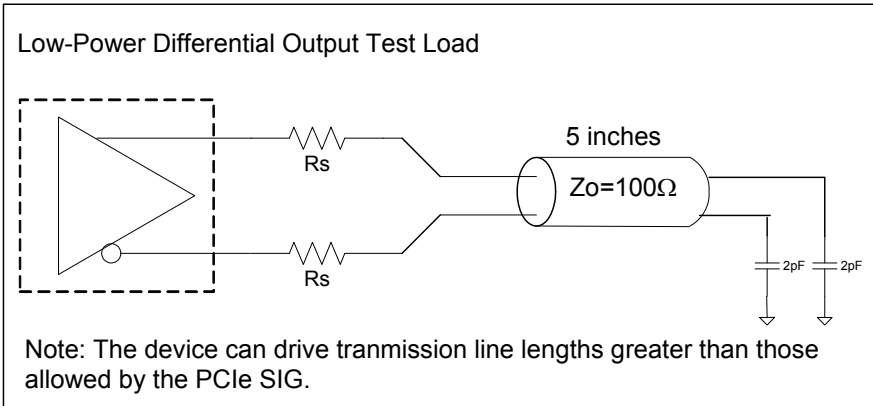 Low-Power Differential Output Test Load
5 inches
Rs
Zo=100Ω
Rs
2pF
2pF
Note: The device can drive tranmission line lengths greater than those
allowed by the PCIe SIG.